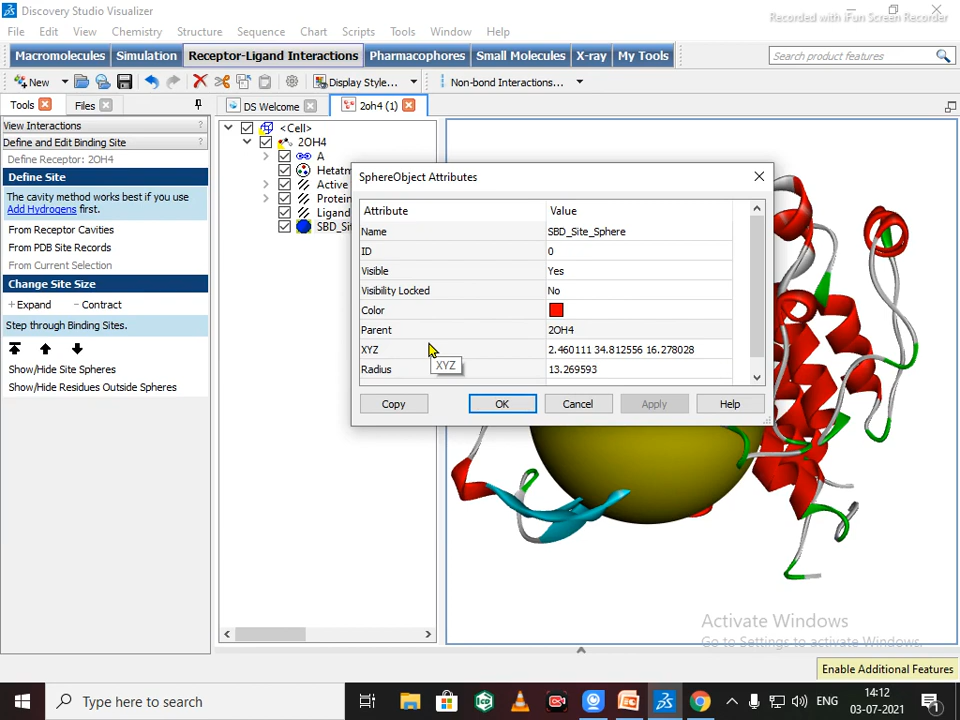 Discovery Studio Visualizer
Recorded with iFun Screen Recorder
File Edit View Chemistry Structure Sequence Chart Scripts Tools Window Help
Macromolecules Simulation Receptor-Ligand Interactions Pharmacophores Small Molecules X-ray My Tools Search product features
New Display Style... Non-bond Interactions...
Tools Files DS Welcome 2oh4 (1)
View Interactions ?
Define and Edit Binding Site ?
Define Receptor: 2OH4
Define Site
The cavity method works best if you use
Add Hydrogens first.
From Receptor Cavities
From PDB Site Records
From Current Selection
Change Site Size
+ Expand - Contract
Step through Binding Sites.
Show/Hide Site Spheres
Show/Hide Residues Outside Spheres
<Cell>
2OH4
A
Hetatm
Active
Protein
Ligand
SBD_Sit
SphereObject Attributes
Attribute Value
Name SBD_Site_Sphere
ID 0
Visible Yes
Visibility Locked No
Color
Parent 2OH4
XYZ 2.460111 34.812556 16.278028
XYZ
Radius 13.269593
Copy OK Cancel Apply Help
Activate Windows
Go to Settings to activate Windows.
Enable Additional Features
Type here to search
ENG
14:12
03-07-2021
1